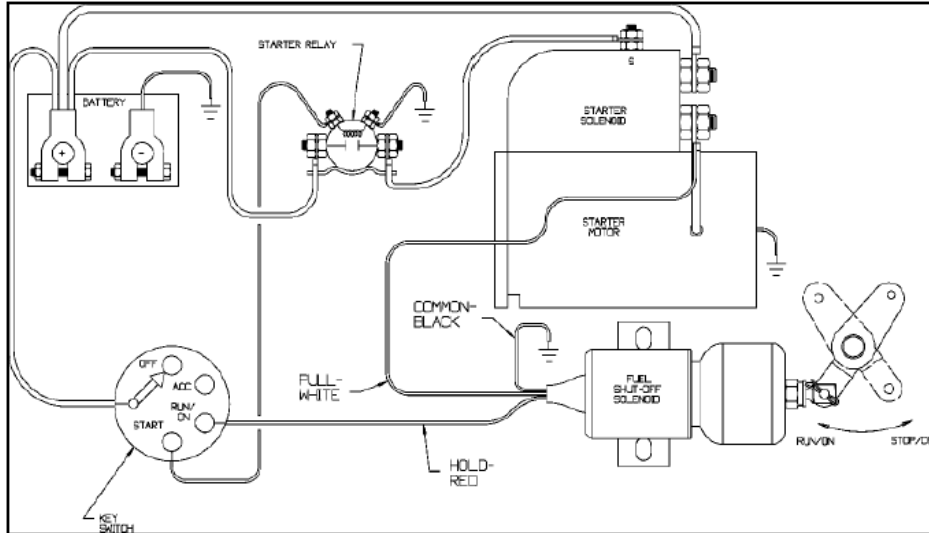 STARTER RELAY
BATTERY
+
-
S
STARTER
SOLENOID
STARTER
MOTOR
COMMON-
BLACK
OFF
ACC
RUN/
ON
START
PULL-
WHITE
FUEL
SHUT-OFF
SOLENOID
RUN/ON
HOLD-
RED
KEY
SWITCH